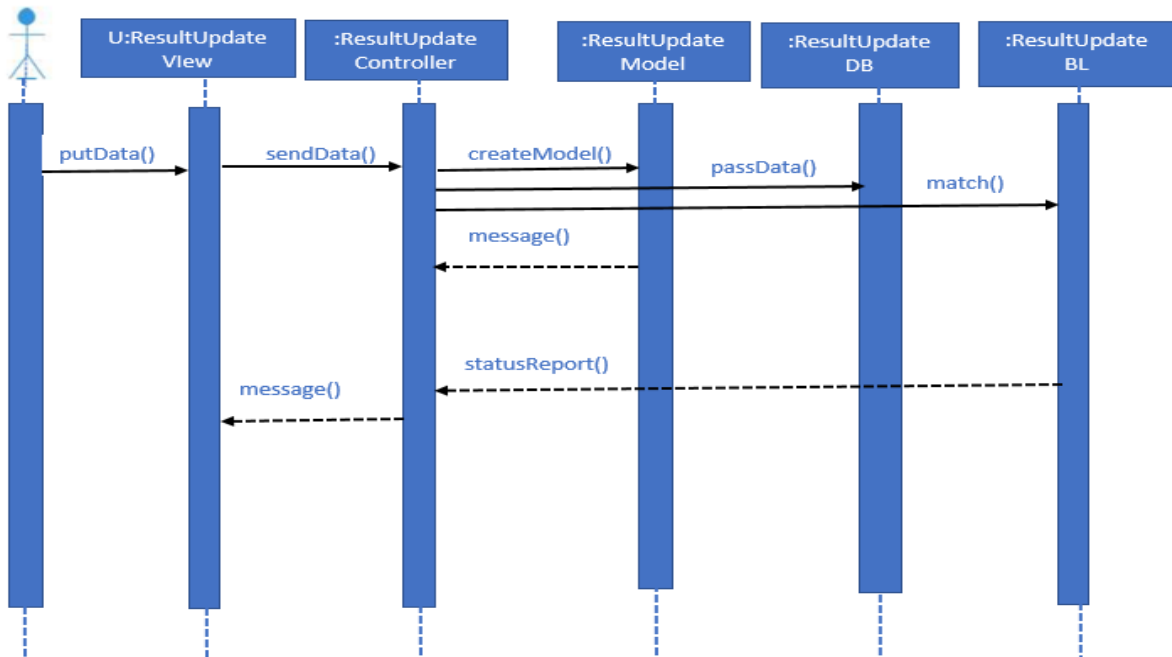 U:ResultUpdate
VIew
:ResultUpdate
Controller
:ResultUpdate
Model
:ResultUpdate
DB
:ResultUpdate
BL
putData()
sendData()
createModel()
passData()
match()
message()
statusReport()
message()